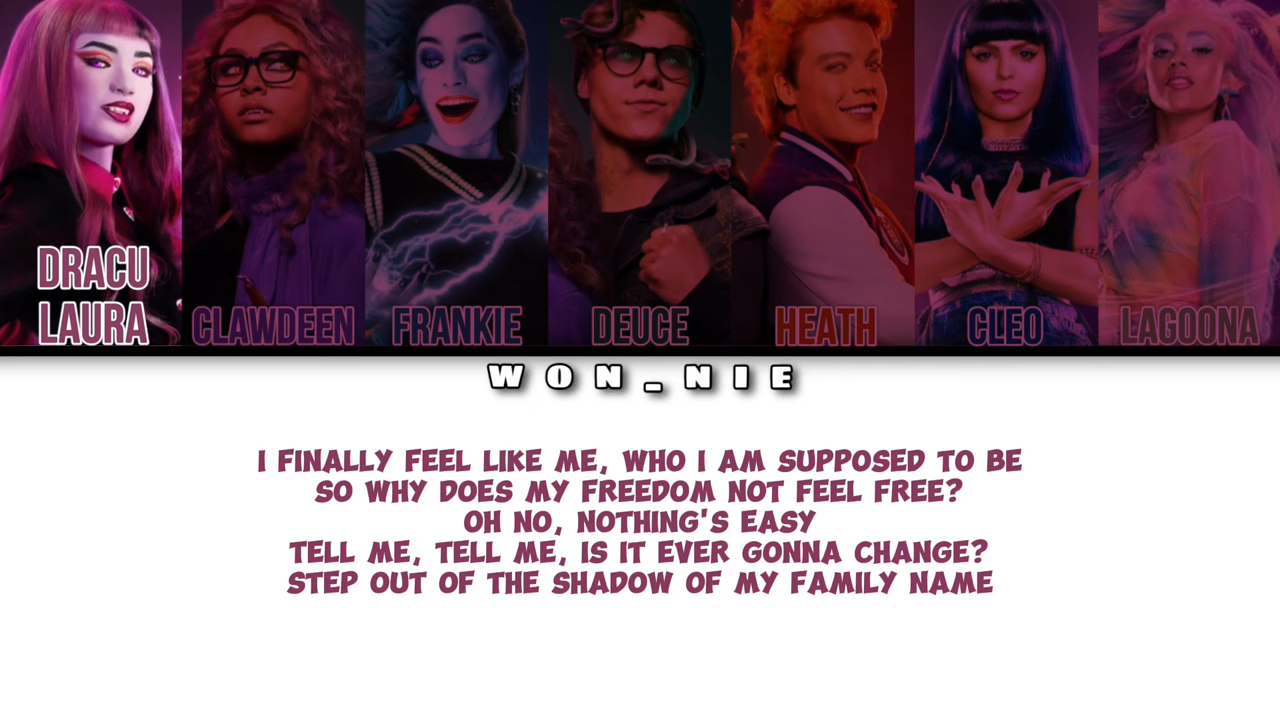 DRACU
LAURA
CLAWDEEN
FRANKIE
DEUCE
HEATH
CLEO
LAGOONA
WON_NIE
I FINALLY FEEL LIKE ME, WHO I AM SUPPOSED TO BE
SO WHY DOES MY FREEDOM NOT FEEL FREE?
OH NO, NOTHING'S EASY
TELL ME, TELL ME, IS IT EVER GONNA CHANGE?
STEP OUT OF THE SHADOW OF MY FAMILY NAME